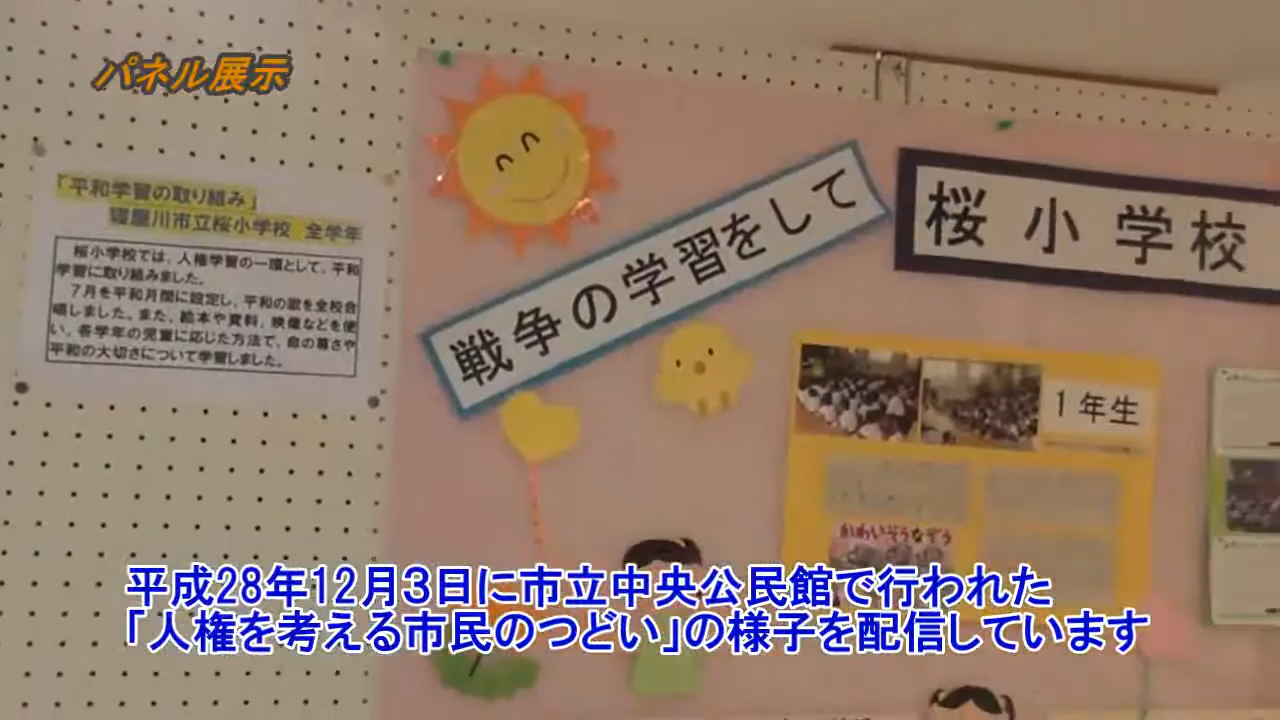 パネル展示
「平和学習の取り組み」
寝屋川市立桜小学校 全学年
桜小学校では、人権学習の一環として、平和
学習に取り組みました。
７月を平和月間に設定し、平和の歌を全校合
唱しました。また、絵本や資料、映像などを使
い、各学年の児童に応じた方法で、命の尊さや
平和の大切さについて学習しました。
戦争の学習をして
桜小学校
１年生
かわいそうなぞう
平成28年12月３日に市立中央公民館で行われた
「人権を考える市民のつどい」の様子を配信しています